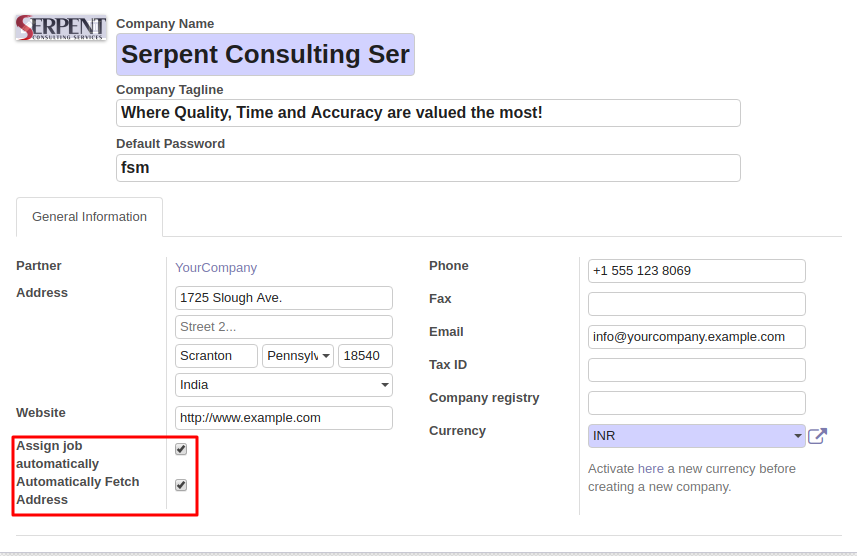 SERPENT
CONSULTING SERVICES
Company Name
Serpent Consulting Ser
Company Tagline
Where Quality, Time and Accuracy are valued the most!
Default Password
fsm
General Information
Partner
YourCompany
Address
1725 Slough Ave.
Street 2...
Scranton Pennsylv 18540
India
Website
http://www.example.com
Assign job
automatically
Automatically Fetch
Address
Phone
+1 555 123 8069
Fax
Email
info@yourcompany.example.com
Tax ID
Company registry
Currency
INR
Activate here a new currency before
creating a new company.